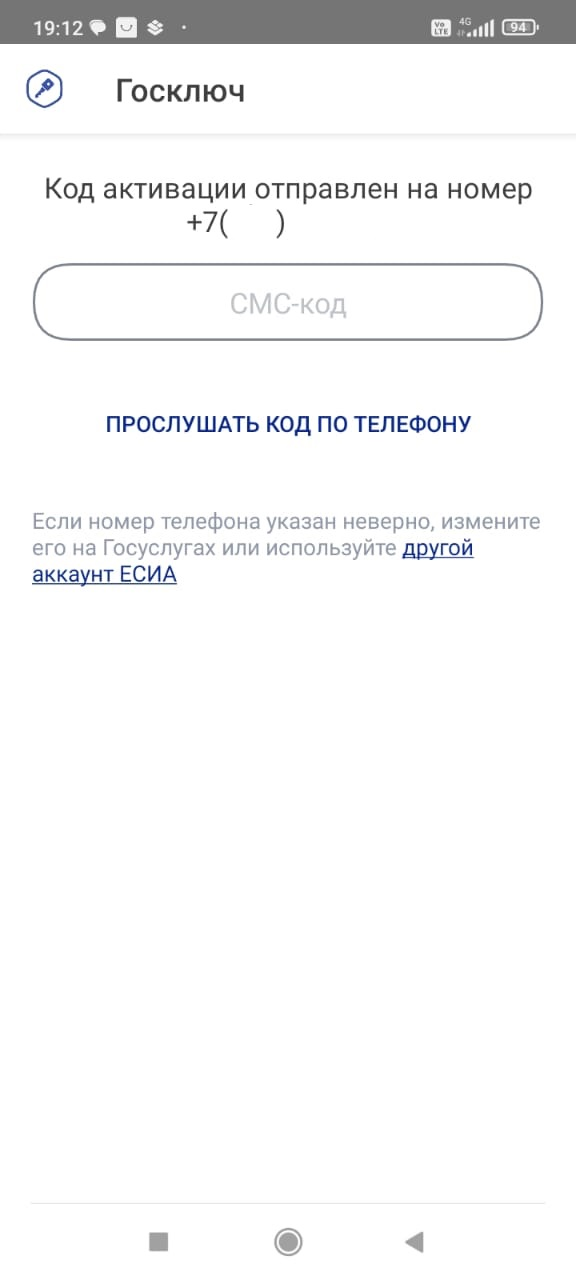 19:12 VoLTE 4G 94
Госключ
Код активации отправлен на номер
+7( )
СМС-код
ПРОСЛУШАТЬ КОД ПО ТЕЛЕФОНУ
Если номер телефона указан неверно, измените
его на Госуслугах или используйте другой
аккаунт ЕСИА